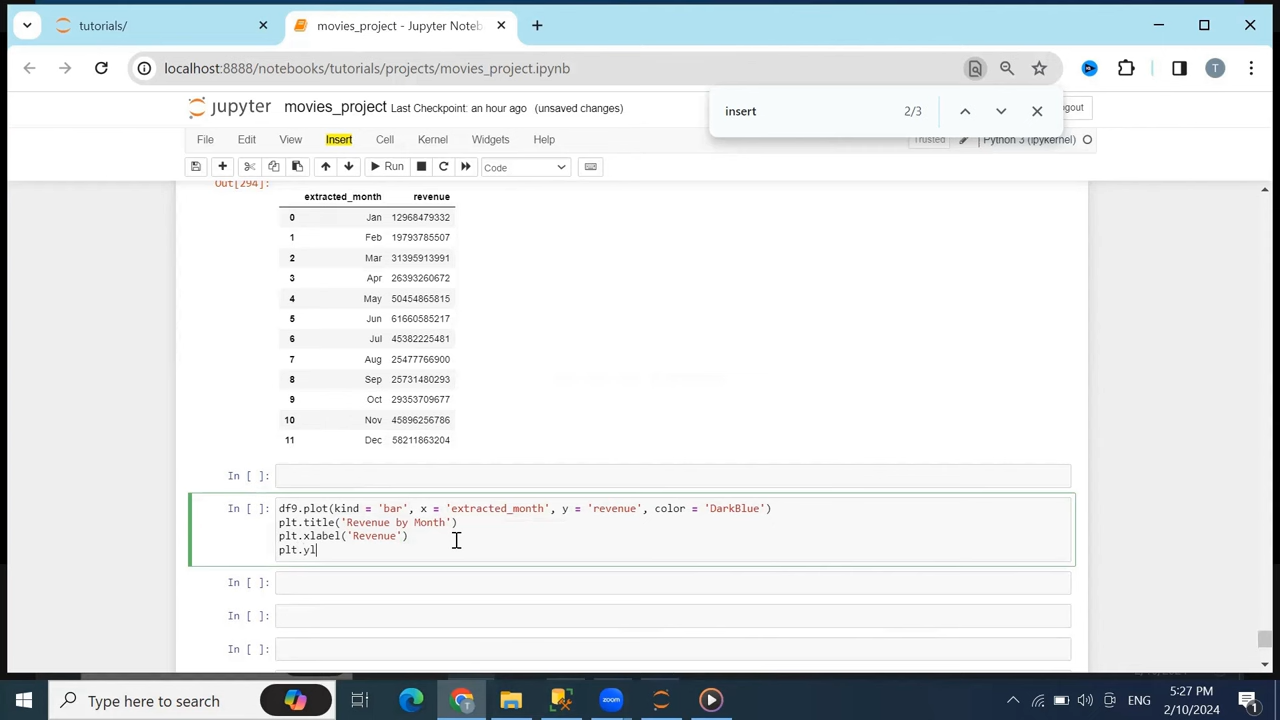 tutorials/
movies_project - Jupyter Noteb
localhost:8888/notebooks/tutorials/projects/movies_project.ipynb
insert 2/3
jupyter movies_project Last Checkpoint: an hour ago (unsaved changes)
ogout
File Edit View Insert Cell Kernel Widgets Help
Trusted Python 3 (ipykernel)
Run Code
Out[294]:
extracted_month revenue
0 Jan 12968479332
1 Feb 19793785507
2 Mar 31395913991
3 Apr 26393260672
4 May 50454865815
5 Jun 61660585217
6 Jul 45382225481
7 Aug 25477766900
8 Sep 25731480293
9 Oct 29353709677
10 Nov 45896256786
11 Dec 58211863204
In [ ]:
In [ ]: df9.plot(kind = 'bar', x = 'extracted_month', y = 'revenue', color = 'DarkBlue')
plt.title('Revenue by Month')
plt.xlabel('Revenue')
plt.yl
In [ ]:
In [ ]:
In [ ]:
Type here to search
zoom
ENG
5:27 PM
2/10/2024
1